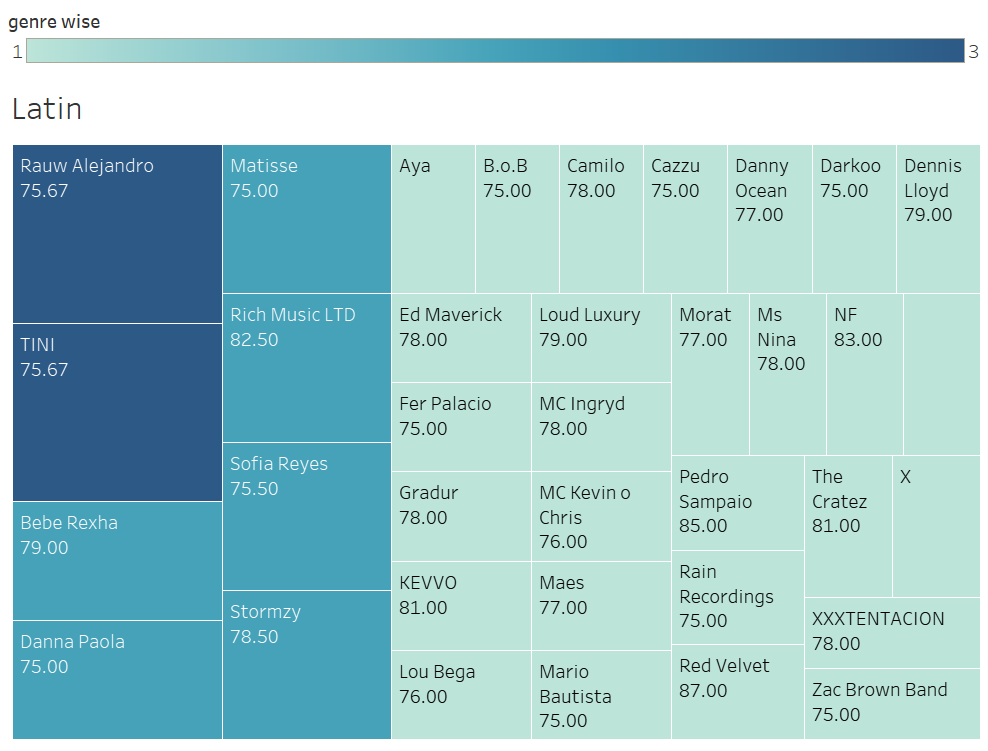 genre wise
1
3
Latin
Rauw Alejandro
75.67
TINI
75.67
Bebe Rexha
79.00
Danna Paola
75.00
Matisse
75.00
Rich Music LTD
82.50
Sofia Reyes
75.50
Stormzy
78.50
Aya
B.o.B
75.00
Camilo
78.00
Cazzu
75.00
Danny
Ocean
77.00
Darkoo
75.00
Dennis
Lloyd
79.00
Ed Maverick
78.00
Fer Palacio
75.00
Gradur
78.00
KEVVO
81.00
Lou Bega
76.00
Loud Luxury
79.00
MC Ingryd
78.00
MC Kevin o
Chris
76.00
Maes
77.00
Mario
Bautista
75.00
Morat
77.00
Ms
Nina
78.00
NF
83.00
Pedro
Sampaio
85.00
Rain
Recordings
75.00
Red Velvet
87.00
The
Cratez
81.00
X
XXXTENTACION
78.00
Zac Brown Band
75.00